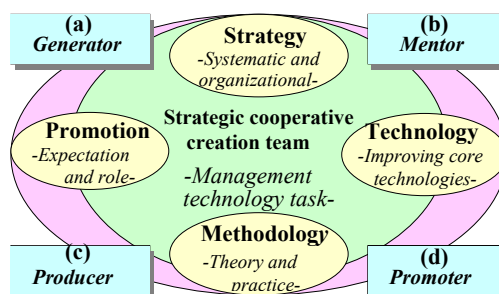 (a)
Generator
(b)
Mentor
Strategy
-Systematic and
organizational-
Promotion
-Expectation
and role-
Strategic cooperative
creation team
-Management
technology task-
Technology
-Improving core
technologies-
Methodology
-Theory and
practice-
(c)
Producer
(d)
Promoter